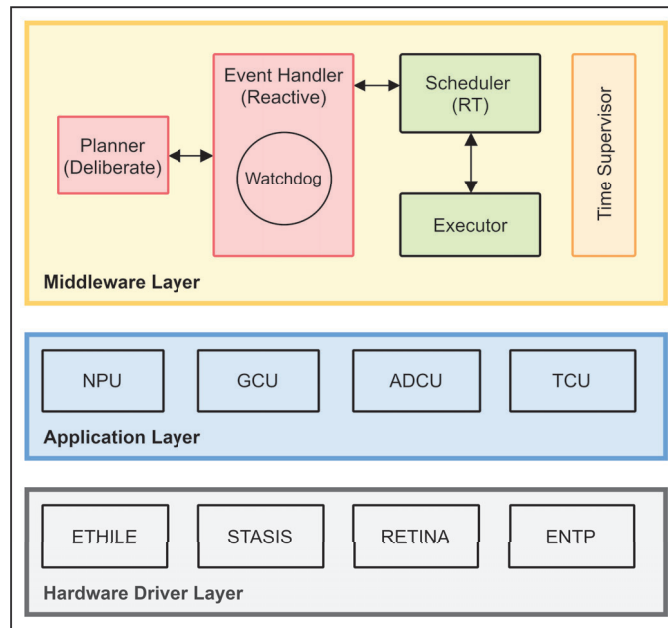 Event Handler
(Reactive)
Scheduler
(RT)
Planner
(Deliberate)
Watchdog
Executor
Time Supervisor
Middleware Layer
NPU
GCU
ADCU
TCU
Application Layer
ETHILE
STASIS
RETINA
ENTP
Hardware Driver Layer